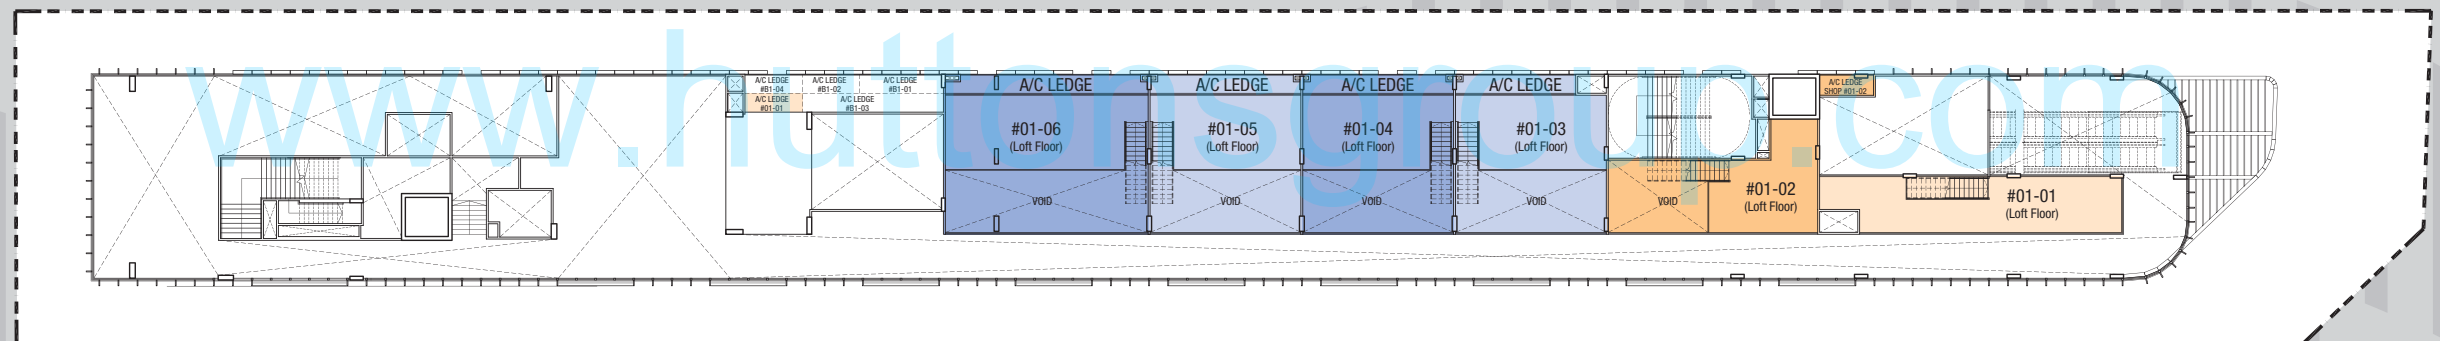 www.huttonsgroup.com
A/C LEDGE
#B1-04
A/C LEDGE
#B1-02
A/C LEDGE
#B1-01
A/C LEDGE
#01-01
A/C LEDGE
#B1-03
A/C LEDGE
A/C LEDGE
A/C LEDGE
A/C LEDGE
A/C LEDGE
SHOP #01-02
#01-06
(Loft Floor)
#01-05
(Loft Floor)
#01-04
(Loft Floor)
#01-03
(Loft Floor)
#01-02
(Loft Floor)
#01-01
(Loft Floor)
VOID
VOID
VOID
VOID
VOID